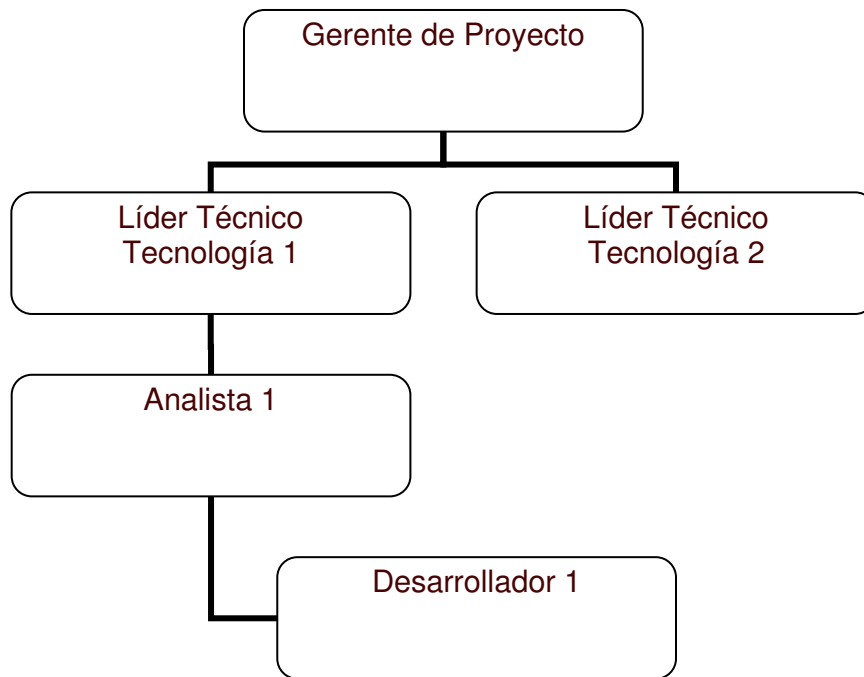 Gerente de Proyecto
Líder Técnico
Tecnología 1
Líder Técnico
Tecnología 2
Analista 1
Desarrollador 1